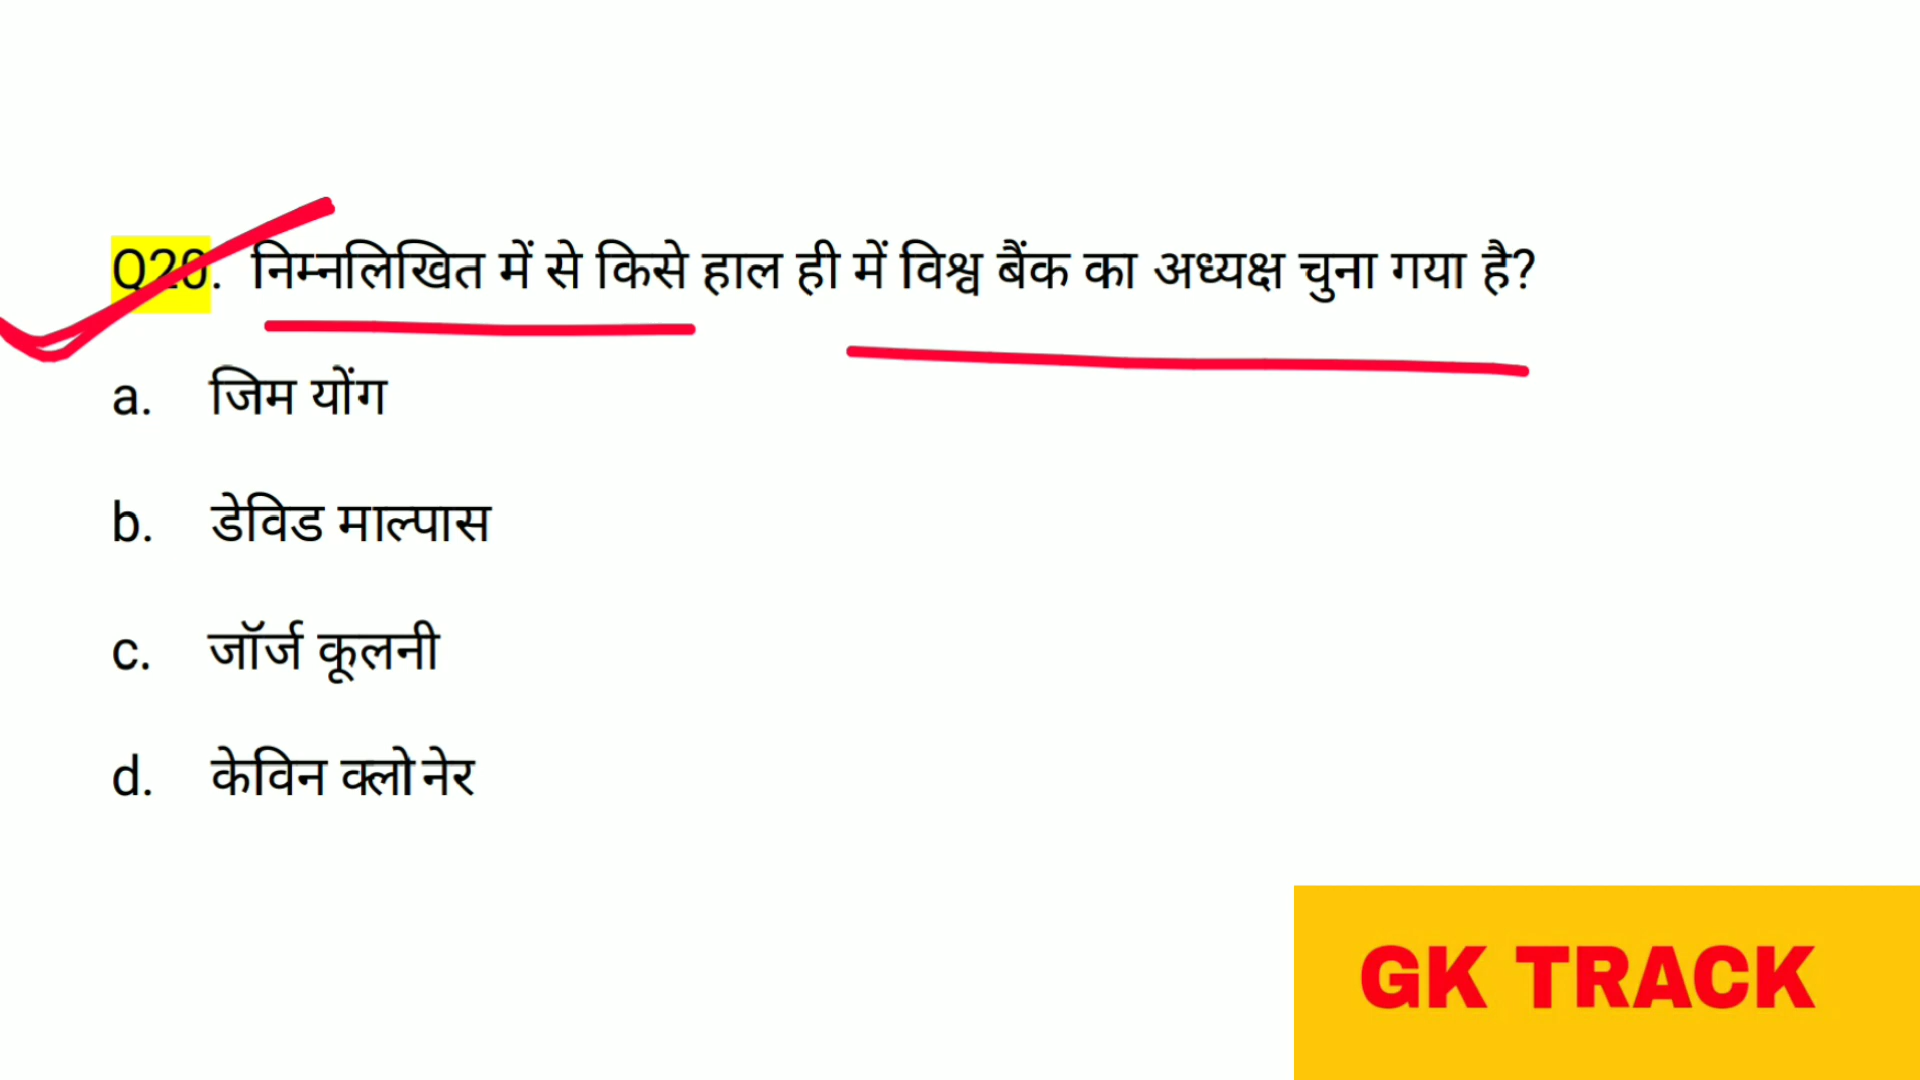 Q20. निम्नलिखित में से किसे हाल ही में विश्व बैंक का अध्यक्ष चुना गया है?
a. जिम योंग
b. डेविड माल्पास
c. जॉर्ज कूलनी
d. केविन क्लोनेर
GK TRACK